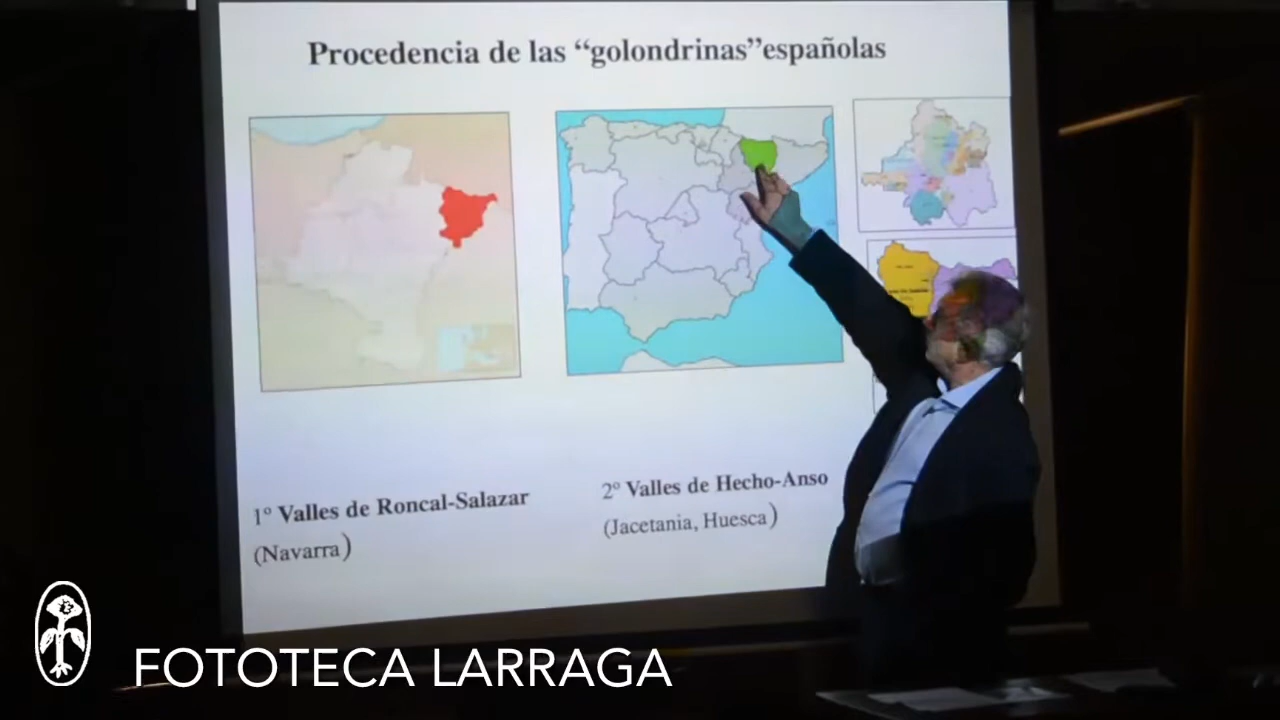 Procedencia de las “golondrinas”españolas
1º Valles de Roncal-Salazar
(Navarra)
2º Valles de Hecho-Anso
(Jacetania, Huesca)
FOTOTECA LARRAGA